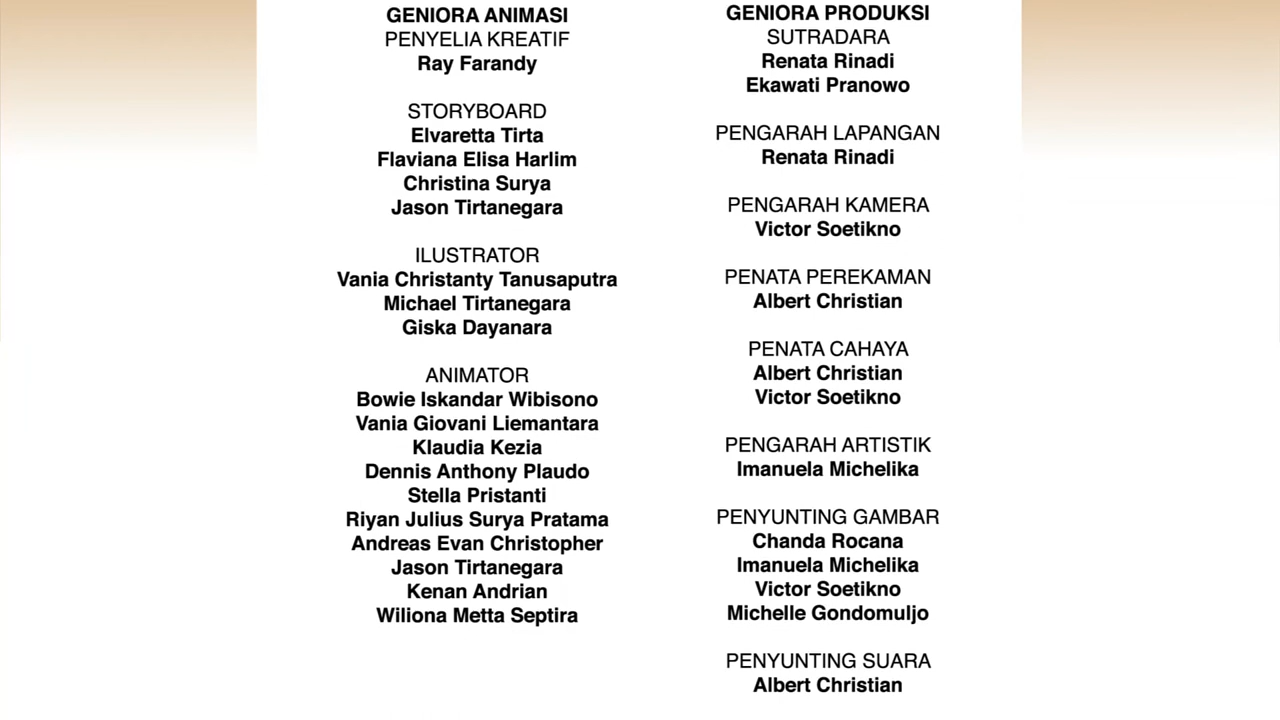 GENIORA ANIMASI
PENYELIA KREATIF
Ray Farandy
STORYBOARD
Elvaretta Tirta
Flaviana Elisa Harlim
Christina Surya
Jason Tirtanegara
ILUSTRATOR
Vania Christanty Tanusaputra
Michael Tirtanegara
Giska Dayanara
ANIMATOR
Bowie Iskandar Wibisono
Vania Giovani Liemantara
Klaudia Kezia
Dennis Anthony Plaudo
Stella Pristanti
Riyan Julius Surya Pratama
Andreas Evan Christopher
Jason Tirtanegara
Kenan Andrian
Wiliona Metta Septira
GENIORA PRODUKSI
SUTRADARA
Renata Rinadi
Ekawati Pranowo
PENGARAH LAPANGAN
Renata Rinadi
PENGARAH KAMERA
Victor Soetikno
PENATA PEREKAMAN
Albert Christian
PENATA CAHAYA
Albert Christian
Victor Soetikno
PENGARAH ARTISTIK
Imanuela Michelika
PENYUNTING GAMBAR
Chanda Rocana
Imanuela Michelika
Victor Soetikno
Michelle Gondomuljo
PENYUNTING SUARA
Albert Christian